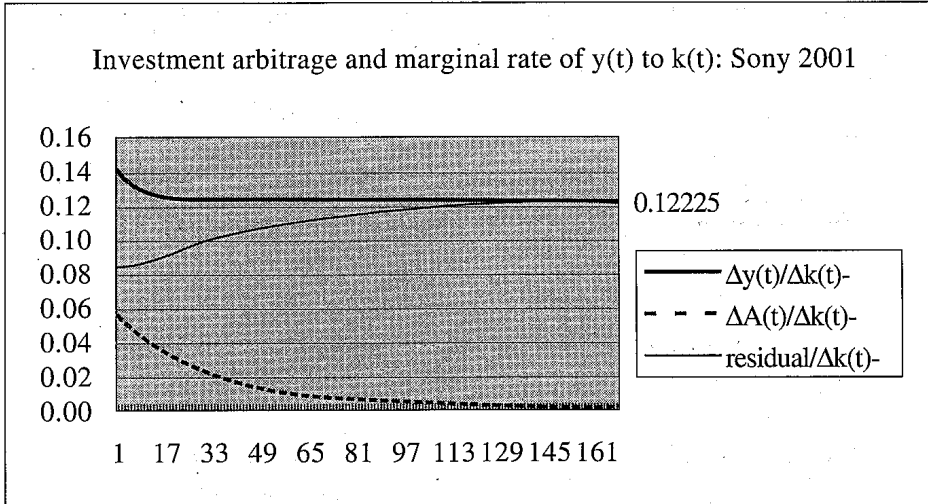 Investment arbitrage and marginal rate of y(t) to k(t): Sony 2001
0.16
0.14
0.12
0.10
0.08
0.06
0.04
0.02
0.00
1 17 33 49 65 81 97 113 129 145 161
0.12225
Δy(t)/Δk(t)-
ΔA(t)/Δk(t)-
residual/Δk(t)-